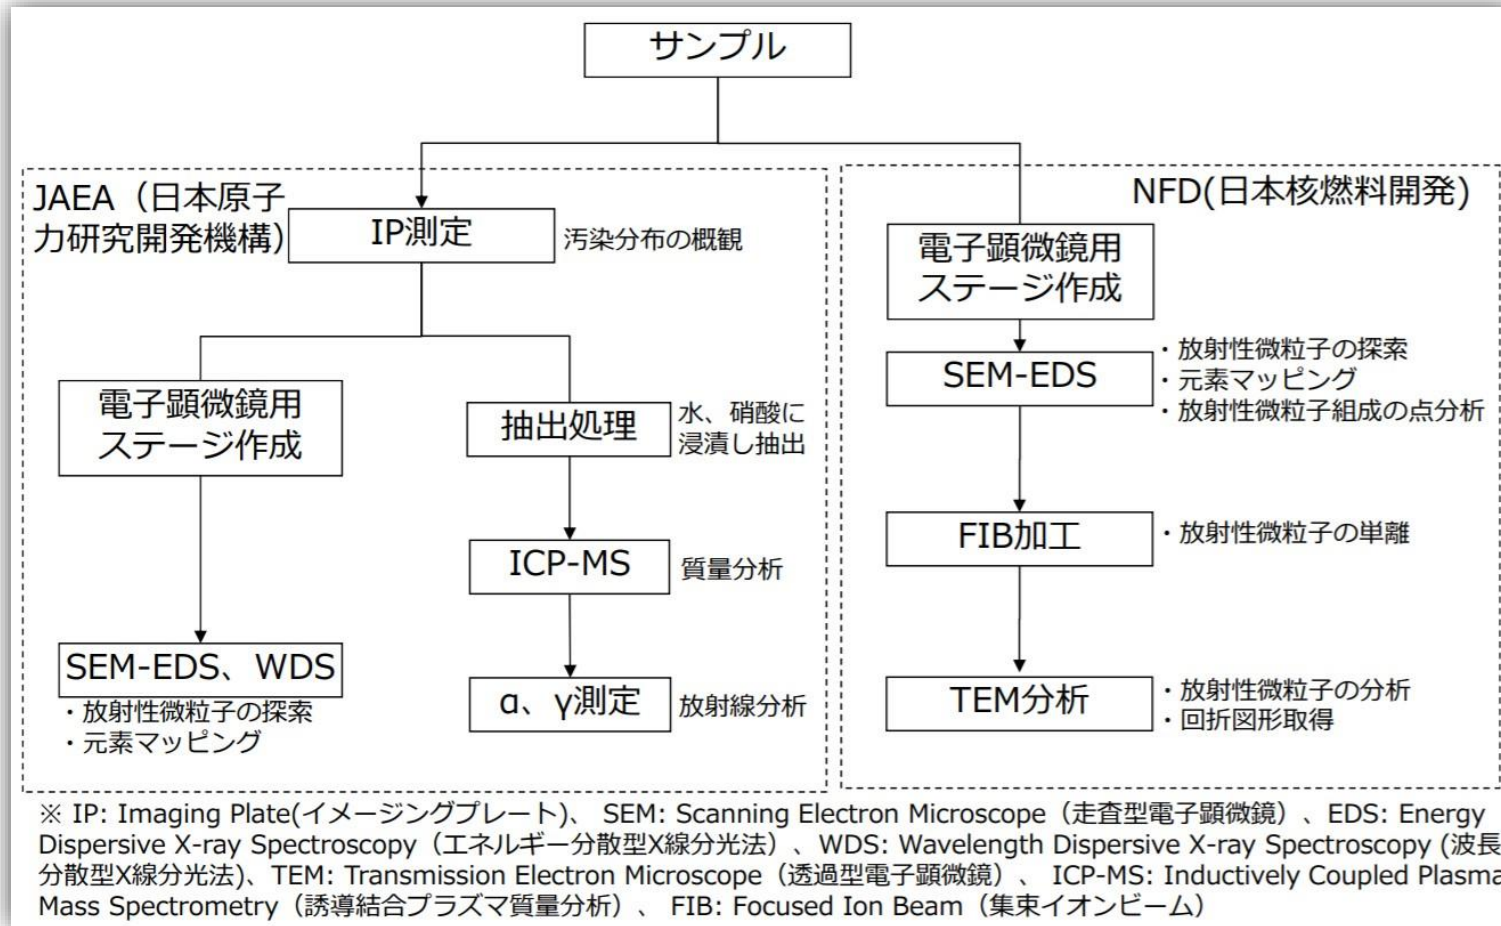 サンプル
JAEA（日本原子
力研究開発機構）
IP測定
汚染分布の概観
電子顕微鏡用
ステージ作成
SEM-EDS、WDS
・放射性微粒子の探索
・元素マッピング
抽出処理
水、硝酸に
浸漬し抽出
ICP-MS
質量分析
α、γ測定
放射線分析
NFD(日本核燃料開発)
電子顕微鏡用
ステージ作成
SEM-EDS
・放射性微粒子の探索
・元素マッピング
・放射性微粒子組成の点分析
FIB加工
・放射性微粒子の単離
TEM分析
・放射性微粒子の分析
・回折図形取得
※ IP: Imaging Plate(イメージングプレート)、 SEM: Scanning Electron Microscope（走査型電子顕微鏡）、EDS: Energy
Dispersive X-ray Spectroscopy（エネルギー分散型X線分光法）、WDS: Wavelength Dispersive X-ray Spectroscopy (波長
分散型X線分光法)、TEM: Transmission Electron Microscope（透過型電子顕微鏡）、 ICP-MS: Inductively Coupled Plasma
Mass Spectrometry（誘導結合プラズマ質量分析）、 FIB: Focused Ion Beam（集束イオンビーム）